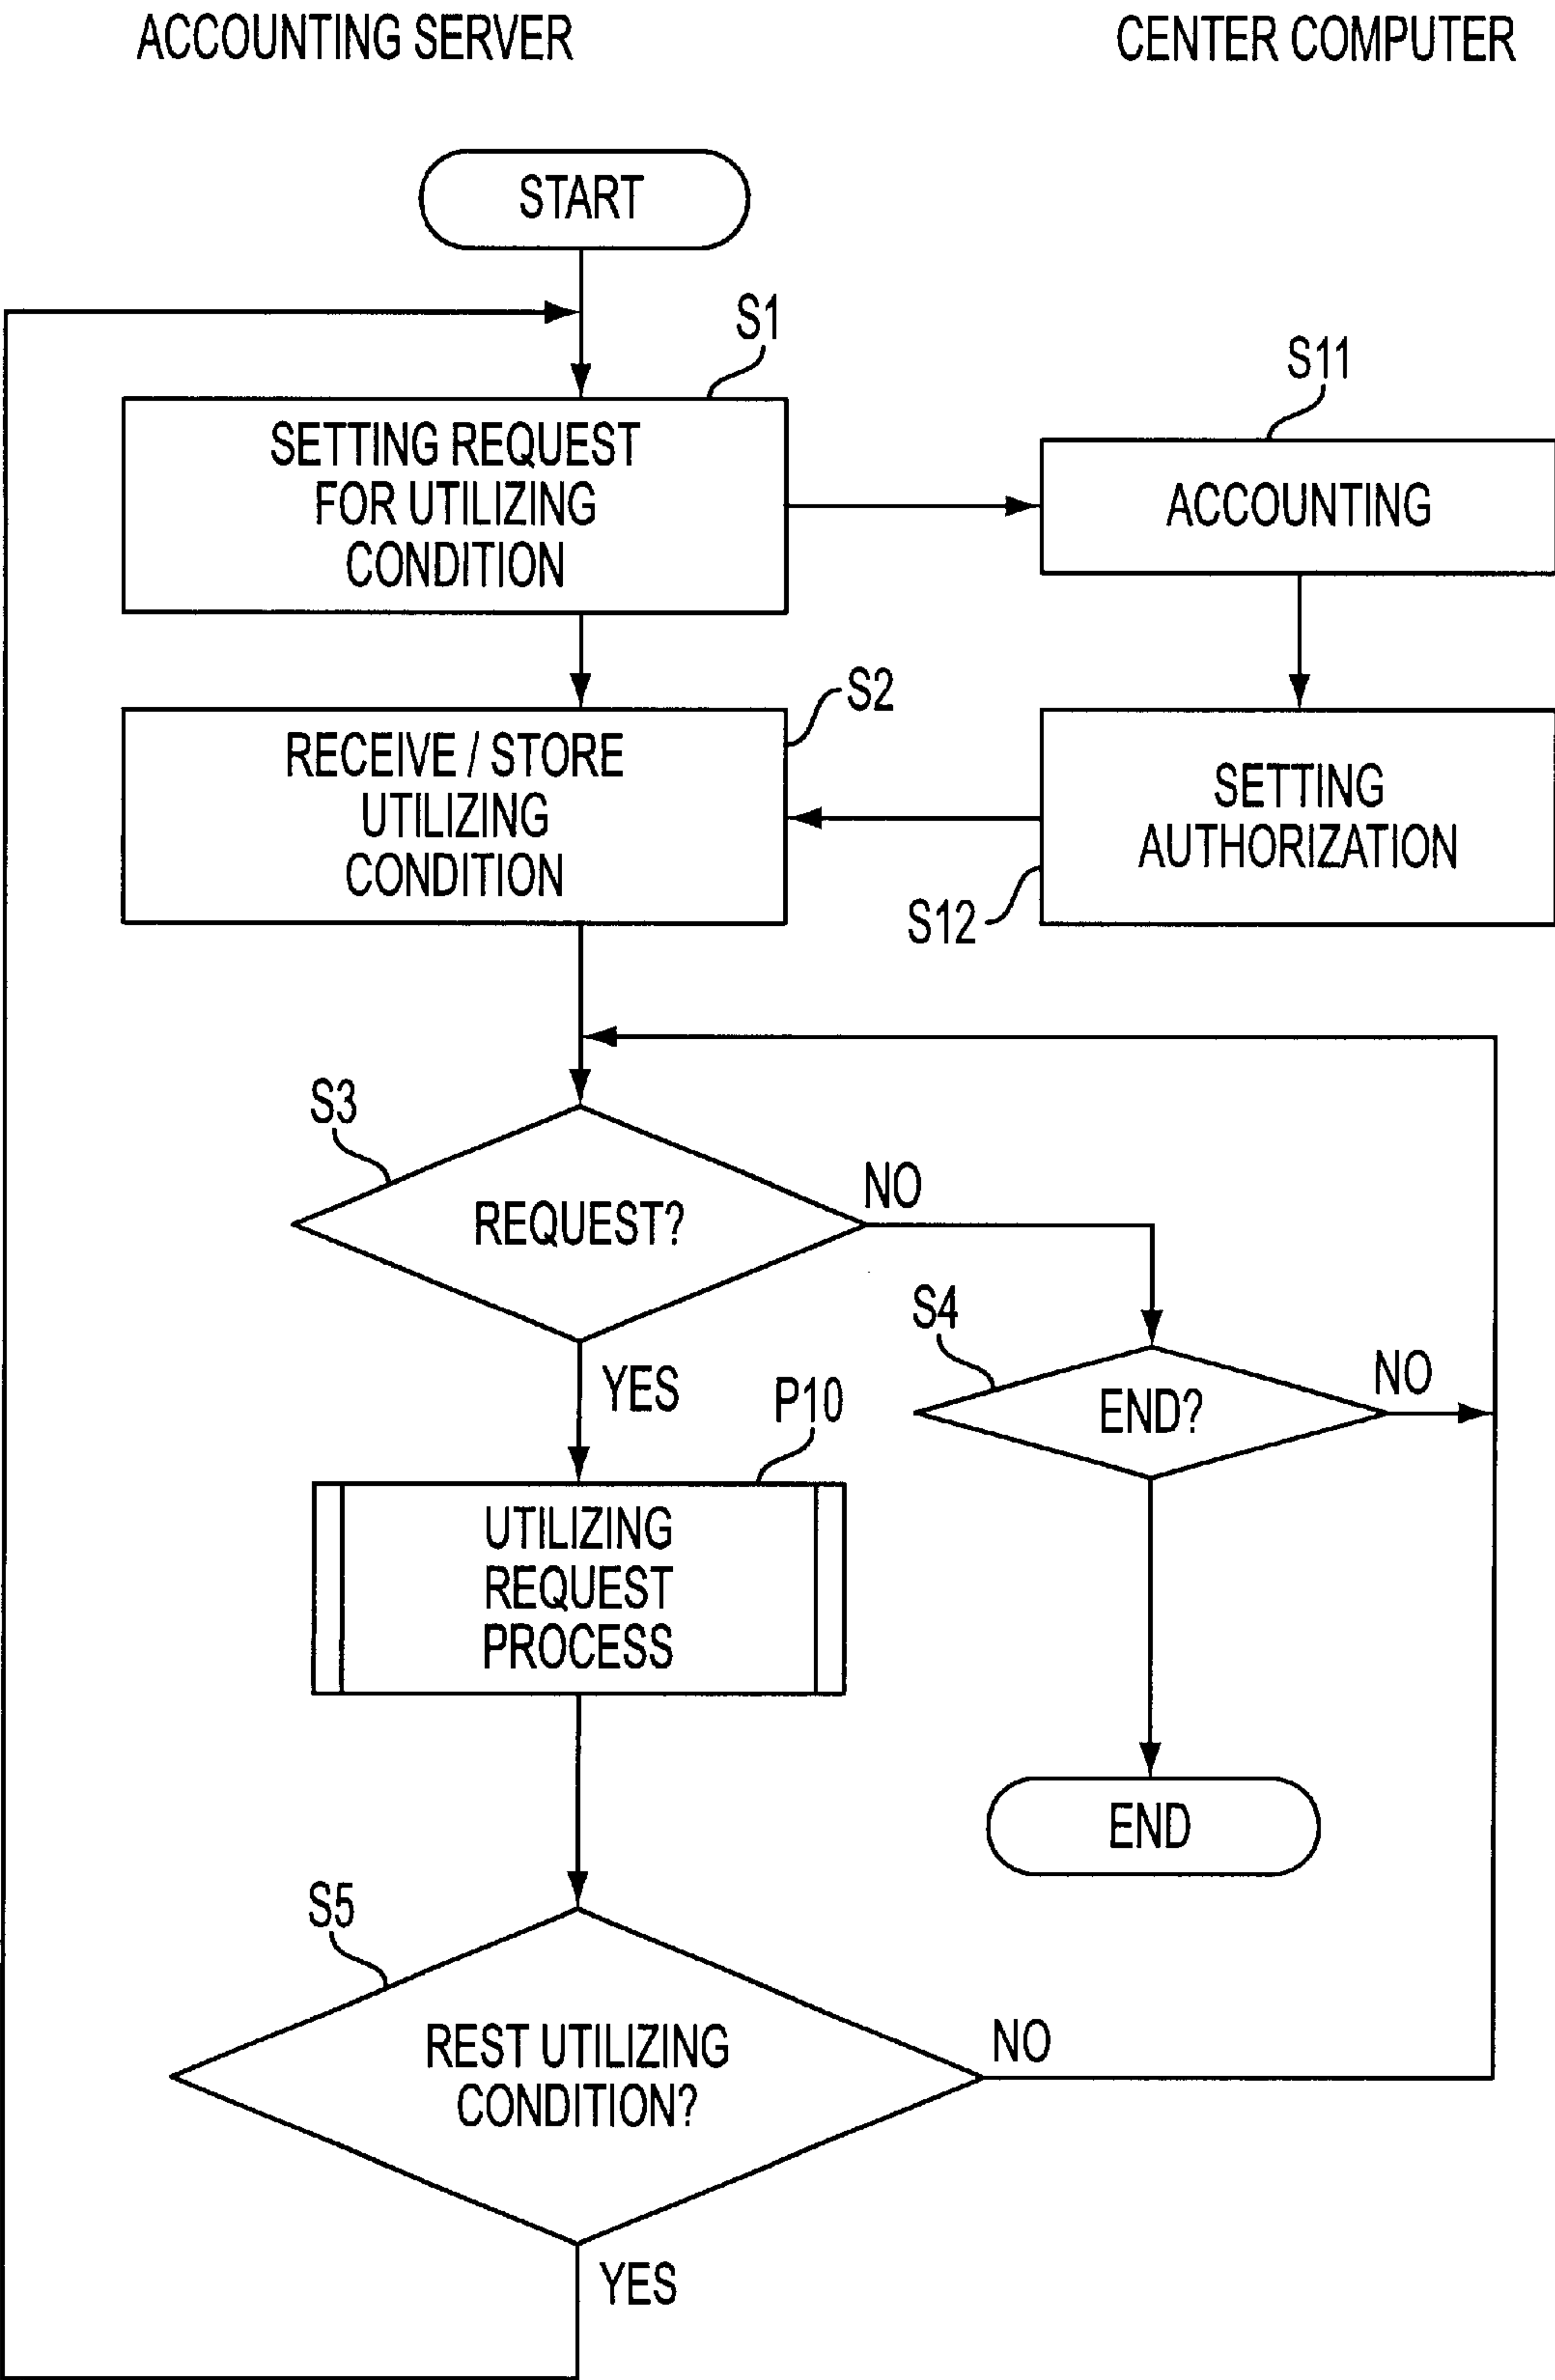 ACCOUNTING SERVER
CENTER COMPUTER
START
S1
S11
SETTING REQUEST
FOR UTILIZING
CONDITION
ACCOUNTING
S2
RECEIVE / STORE
UTILIZING
CONDITION
SETTING
AUTHORIZATION
S12
S3
REQUEST?
NO
S4
END?
NO
YES
P10
UTILIZING
REQUEST
PROCESS
END
S5
REST UTILIZING
CONDITION?
NO
YES